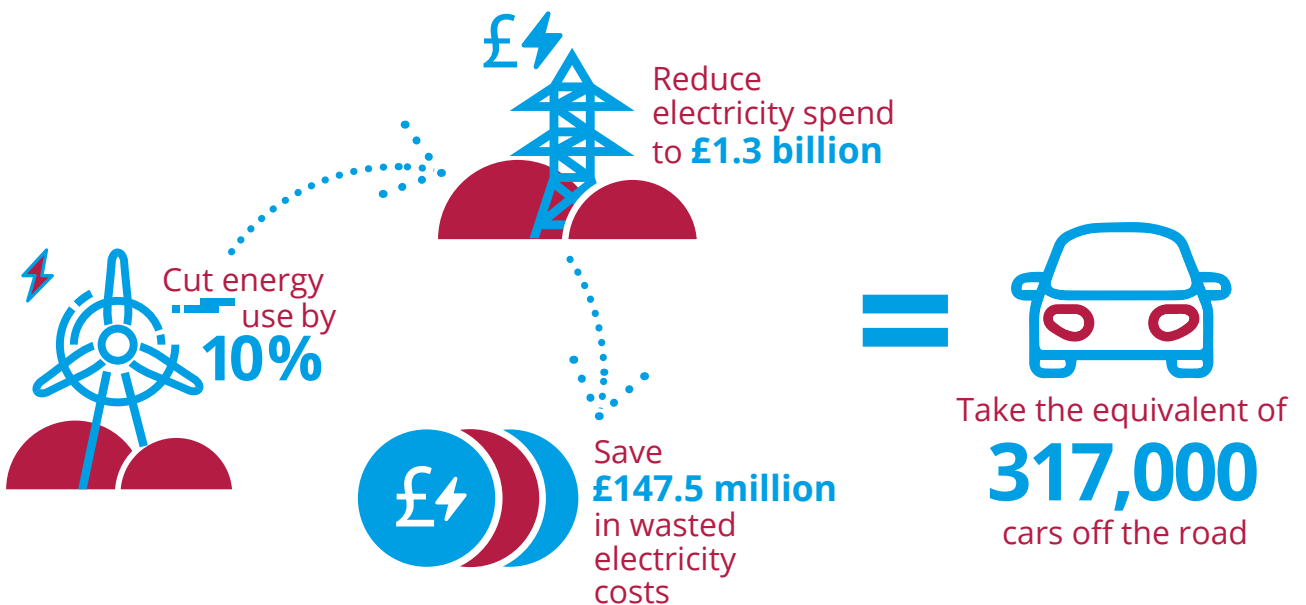 Cut energy
use by
10%
£
Reduce
electricity spend
to £1.3 billion
£
Save
£147.5 million
in wasted
electricity
costs
=
Take the equivalent of
317,000
cars off the road